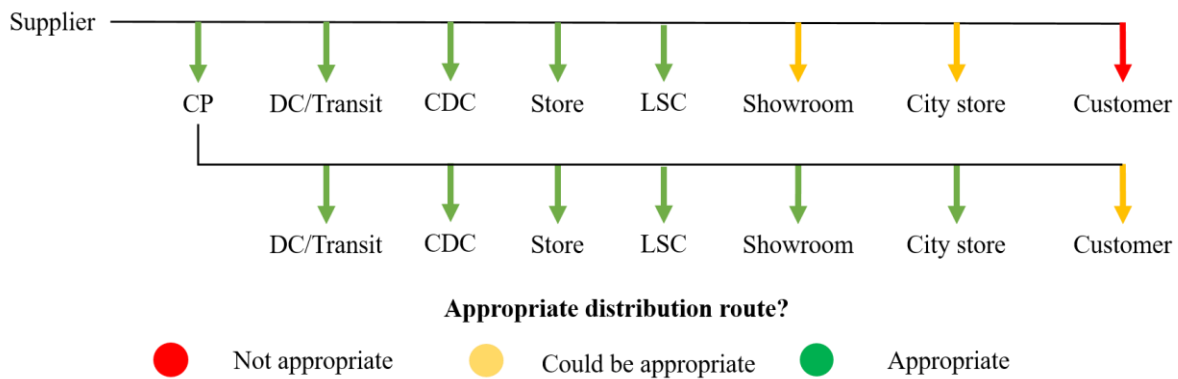 Supplier
CP DC/Transit CDC Store LSC Showroom City store Customer
DC/Transit CDC Store LSC Showroom City store Customer
Appropriate distribution route?
Not appropriate Could be appropriate Appropriate